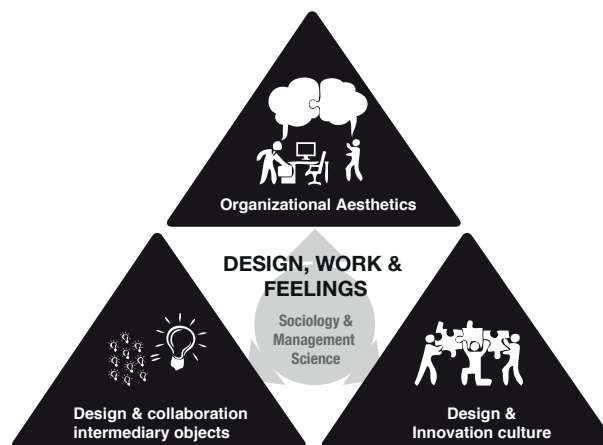 Organizational Aesthetics
DESIGN, WORK &
FEELINGS
Sociology &
Management
Science
Design & collaboration
intermediary objects
Design &
Innovation culture